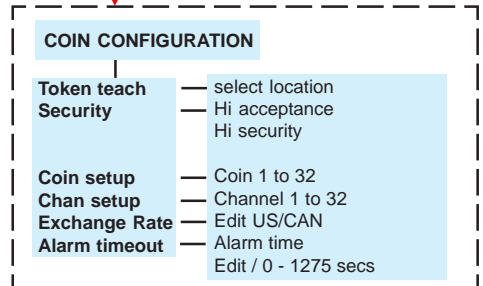 COIN CONFIGURATION
Token teach select location
Security Hi acceptance
Hi security
Coin setup Coin 1 to 32
Chan setup Channel 1 to 32
Exchange Rate Edit US/CAN
Alarm timeout Alarm time
Edit / 0 - 1275 secs